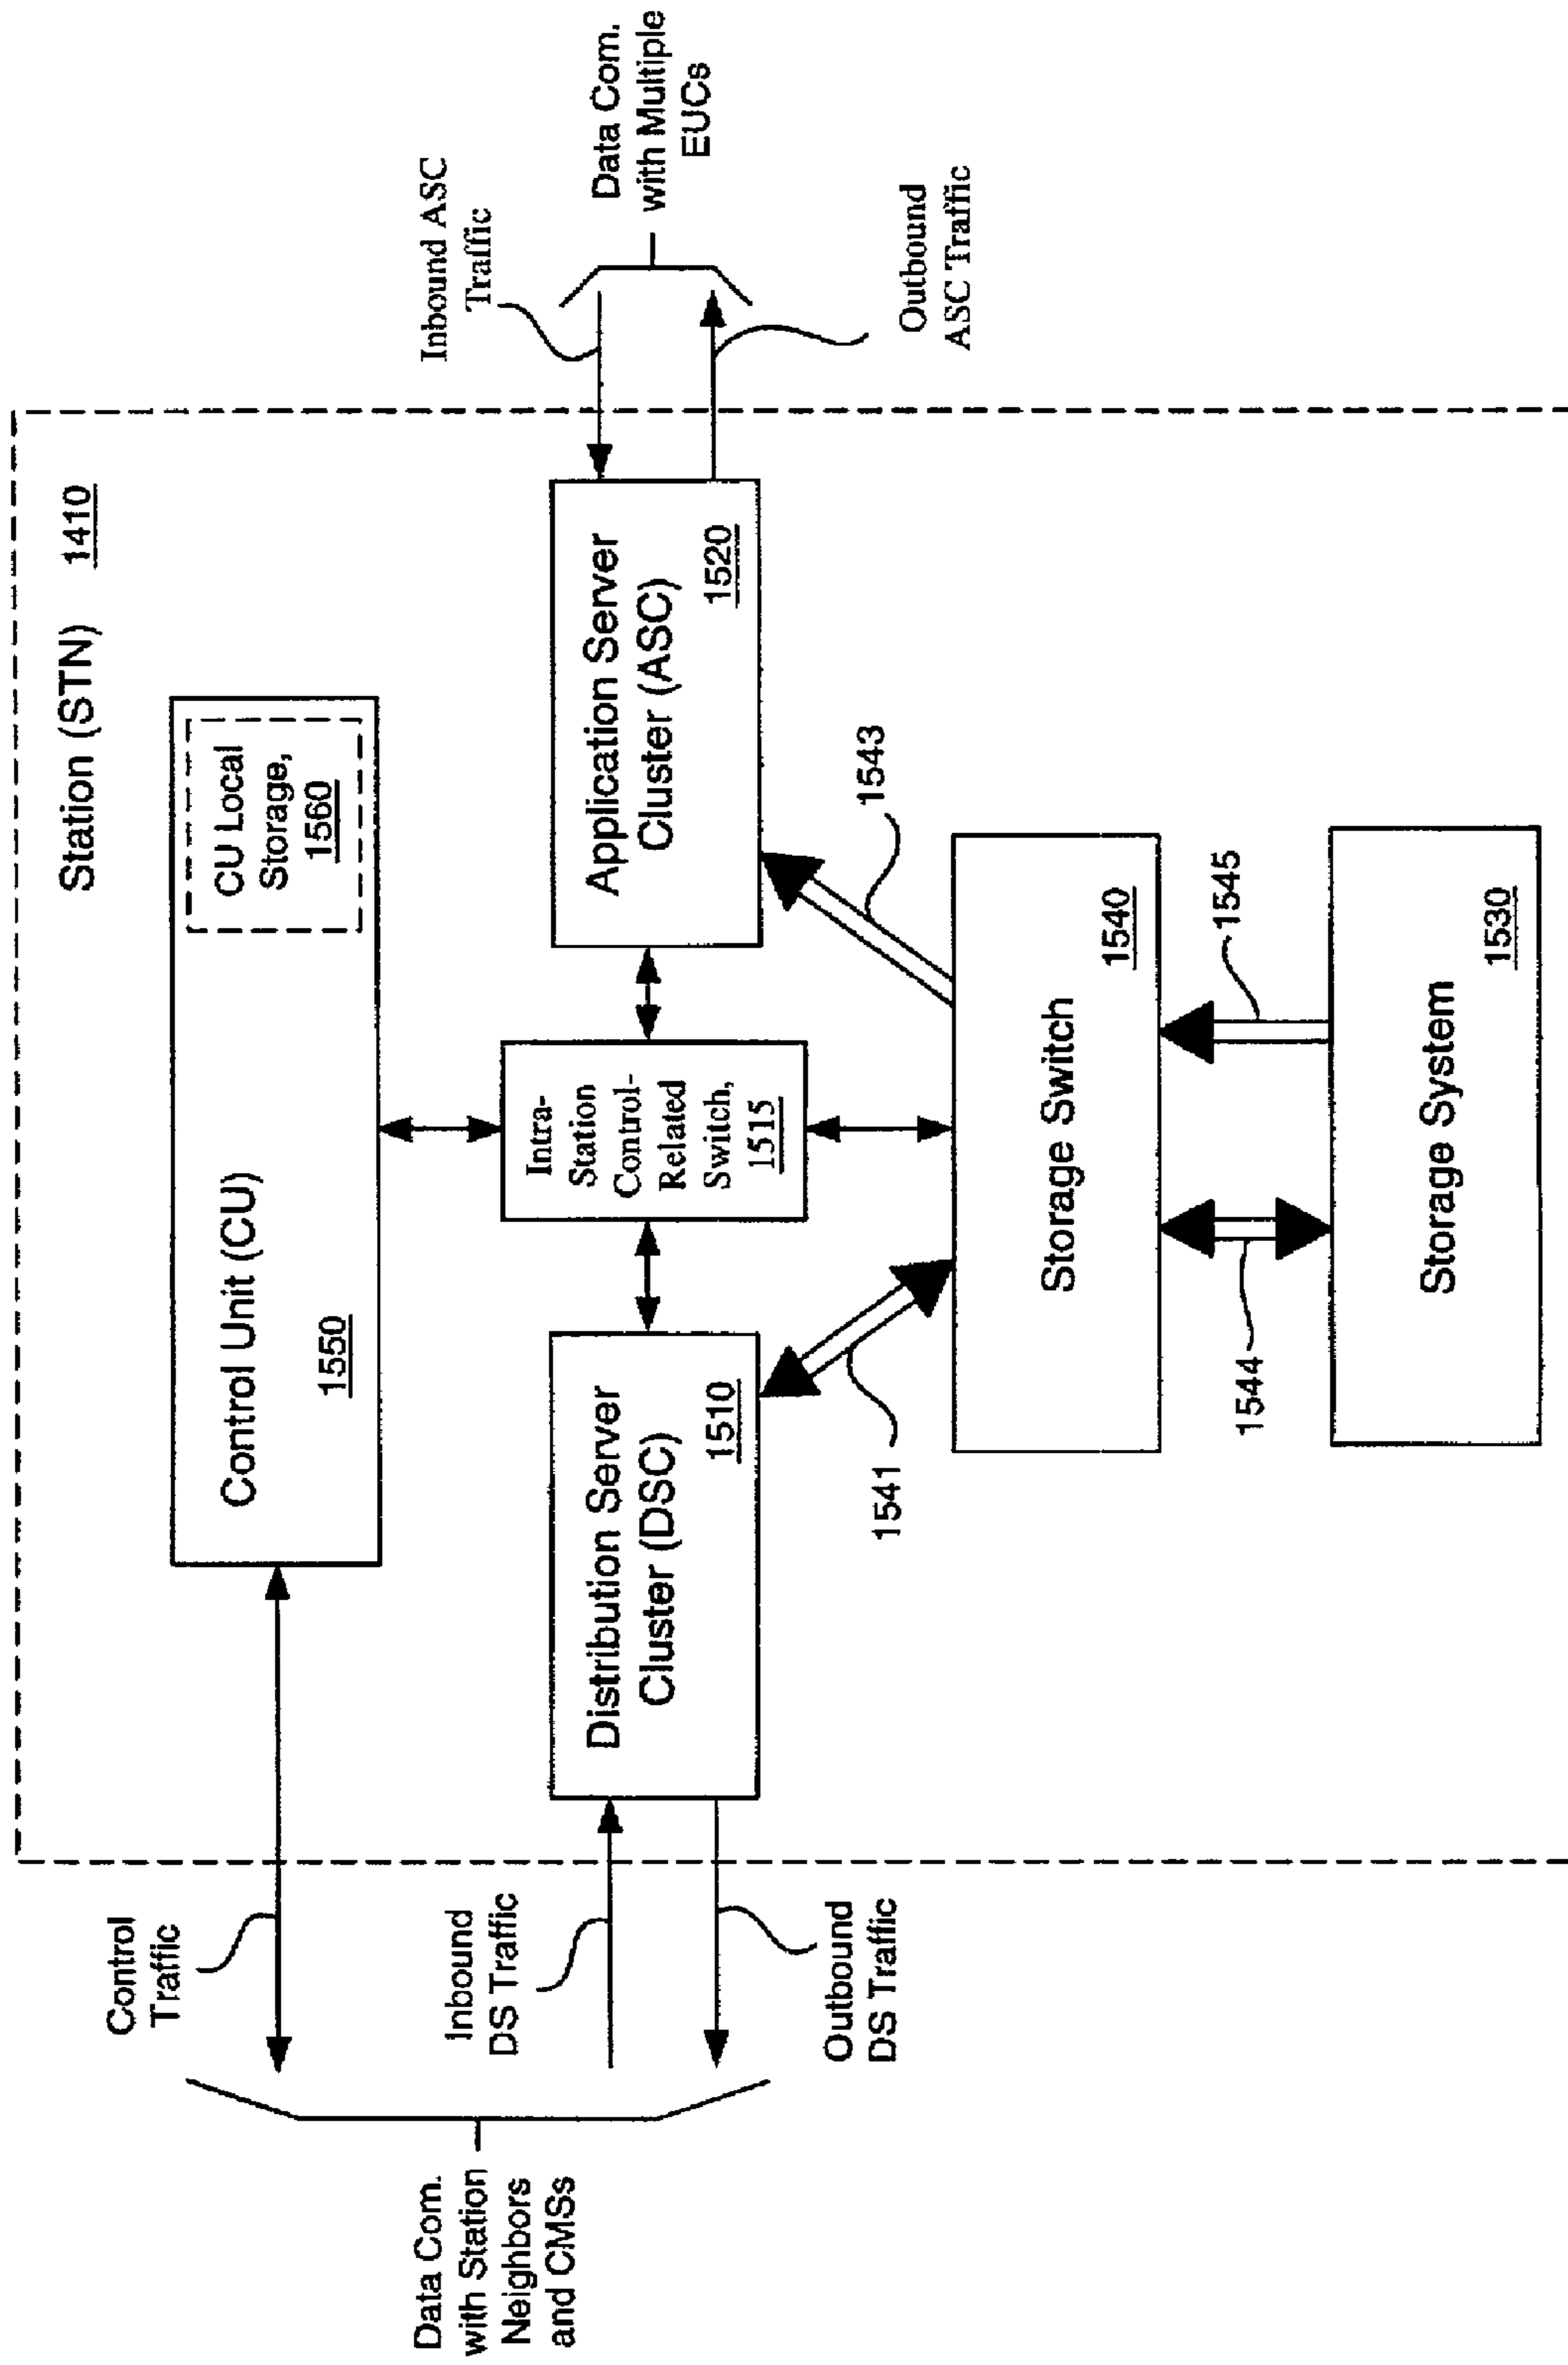 Station (STN) 1410
Control Unit (CU)
1550
CU Local
Storage,
1560
Control
Traffic
Data Com.
with Station
Neighbors
and CMSs
Inbound
DS Traffic
Outbound
DS Traffic
Distribution Server
Cluster (DSC)
1510
Intra-
Station
Control-
Related
Switch,
1515
Application Server
Cluster (ASC)
1520
Inbound ASC
Traffic
Data Com.
with Multiple
EUCs
Outbound
ASC Traffic
1541
1543
Storage Switch
1540
1544
1545
Storage System
1530